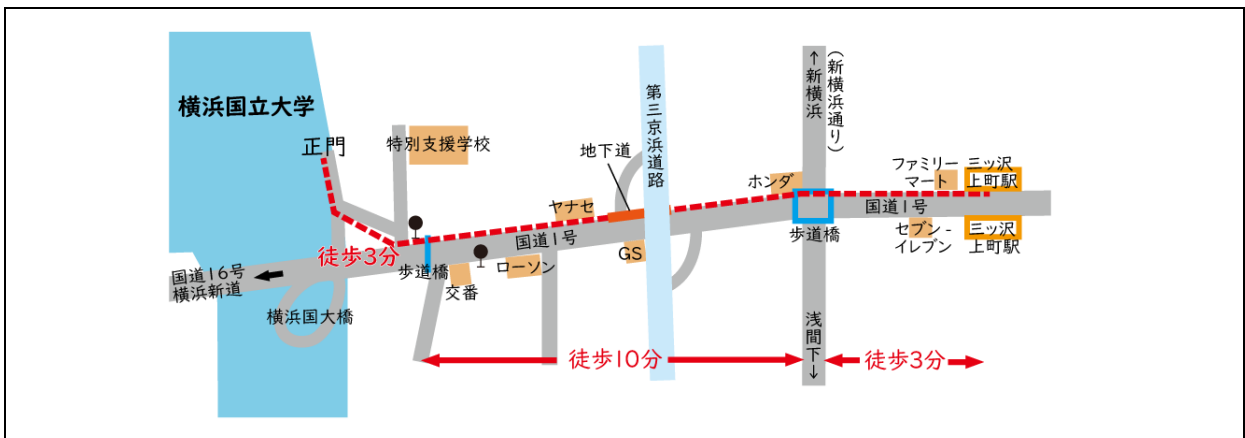 横浜国立大学
正門
特別支援学校
地下道
第三京浜道路
↑新横浜
(新横浜通り)
ホンダ
ファミリー
マート
三ッ沢
上町駅
ヤナセ
国道1号
国道1号
歩道橋
セブン-
イレブン
三ッ沢
上町駅
徒歩3分
歩道橋
GS
ローソン
交番
国道16号
横浜新道
横浜国大橋
浅間下↓
徒歩10分
徒歩3分